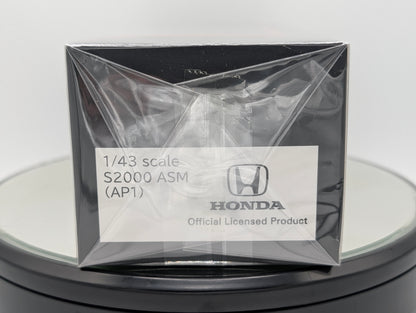 1/43 scale
S2000 ASM
(AP1)
HONDA
Official Licensed Product